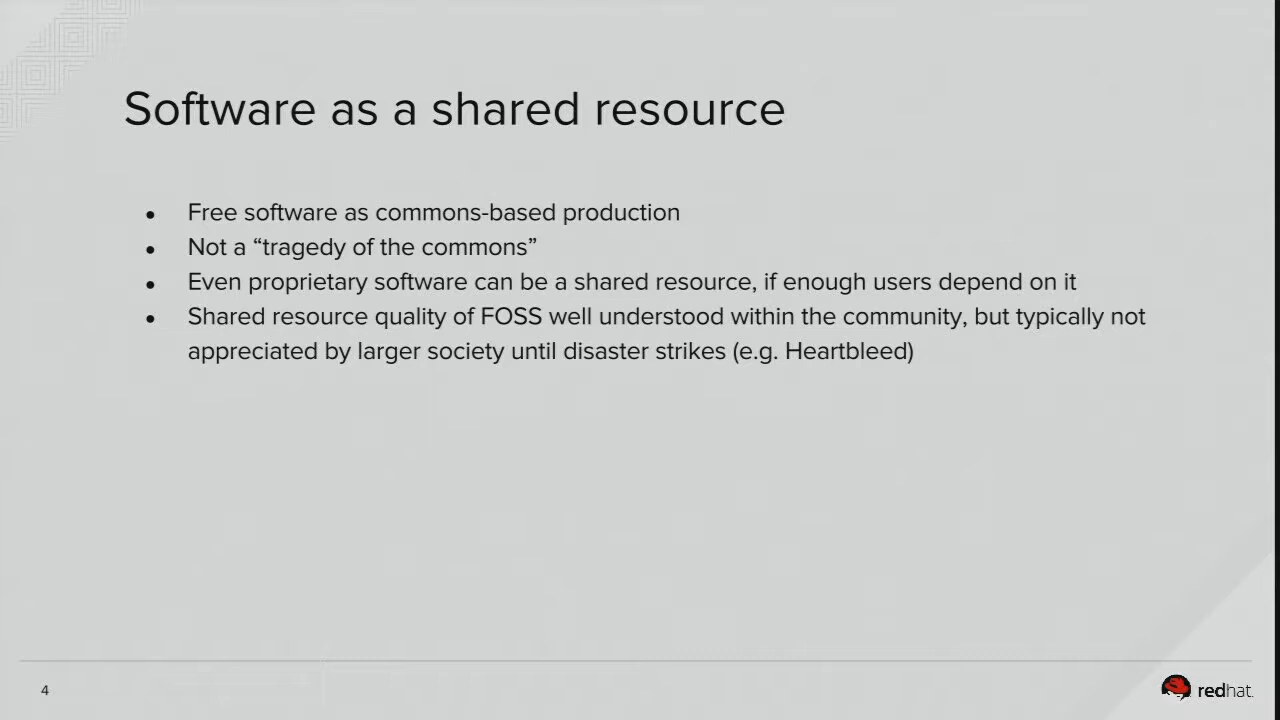 Software as a shared resource
● Free software as commons-based production
● Not a “tragedy of the commons”
● Even proprietary software can be a shared resource, if enough users depend on it
● Shared resource quality of FOSS well understood within the community, but typically not
appreciated by larger society until disaster strikes (e.g. Heartbleed)
4
redhat.